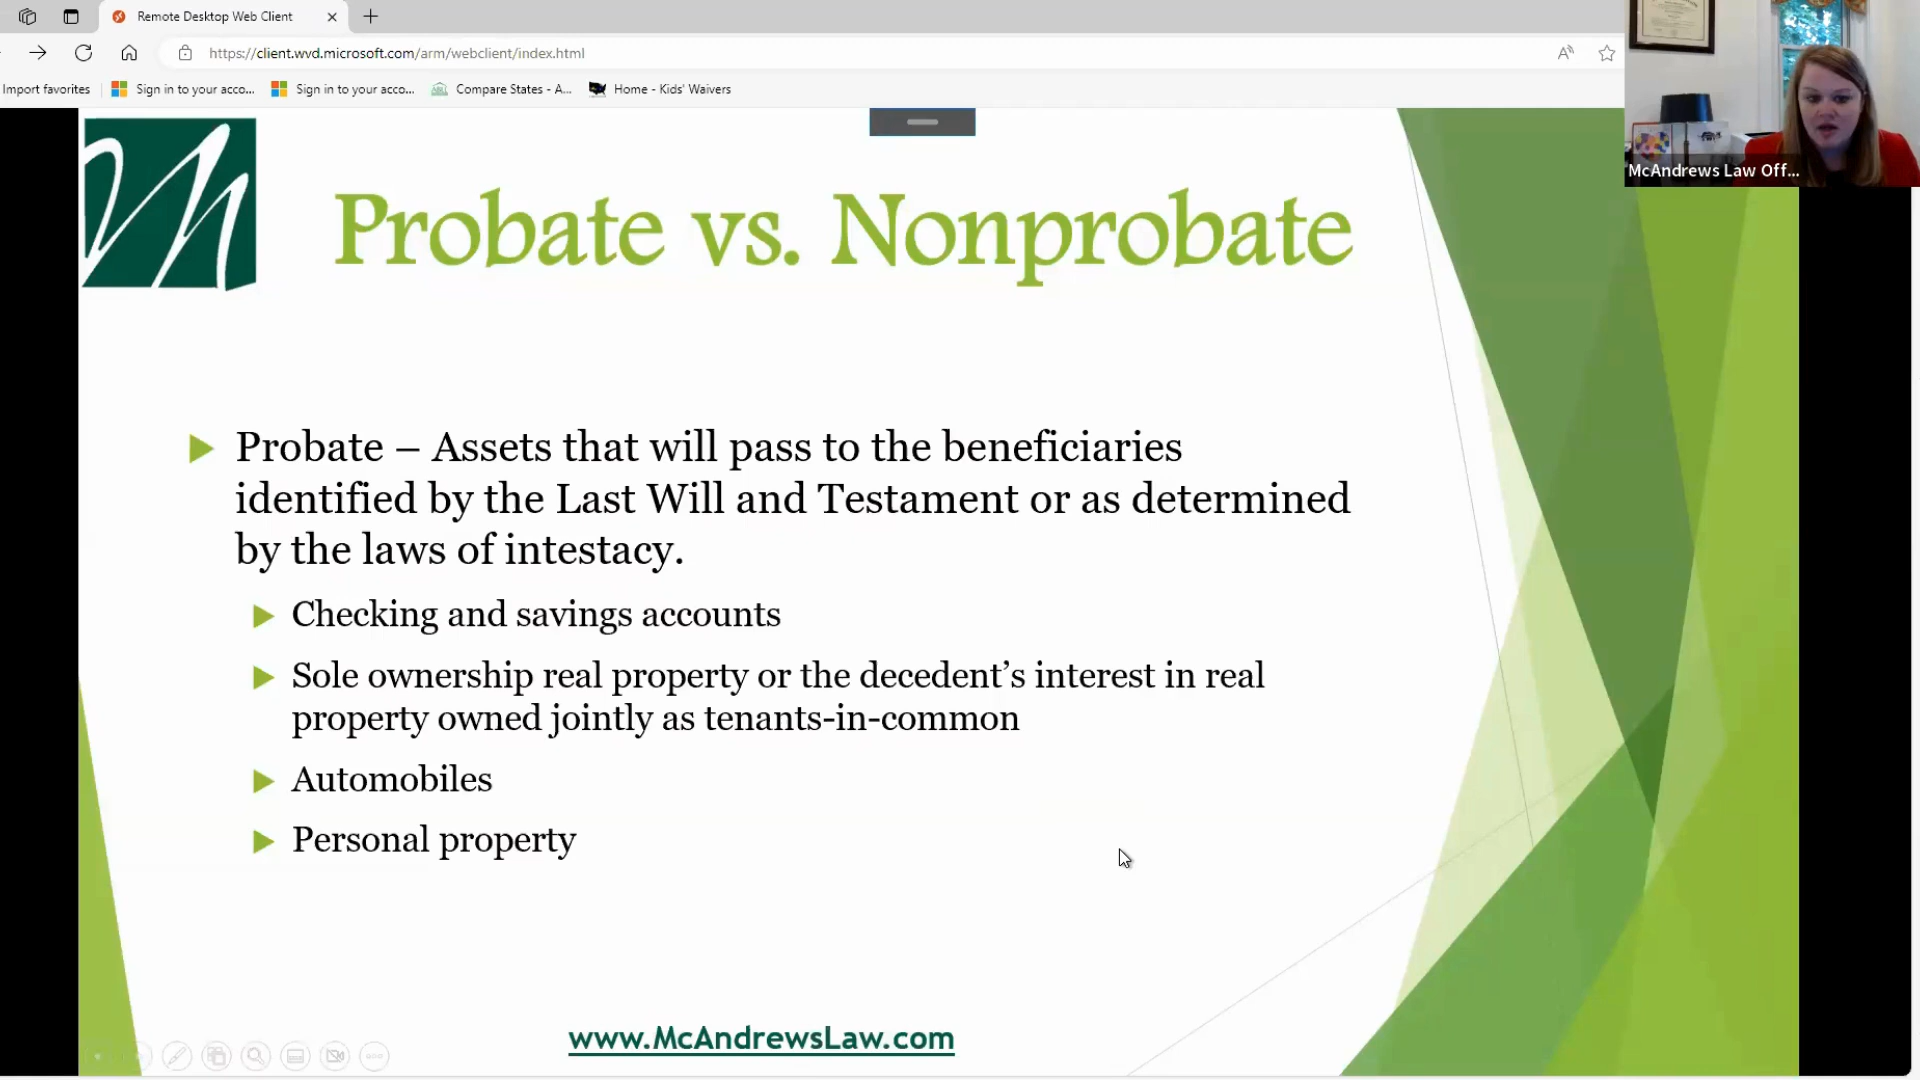 Remote Desktop Web Client
https://client.wvd.microsoft.com/arm/webclient/index.html
Import favorites
Sign in to your acco...
Sign in to your acco...
Compare States - A...
Home - Kids' Waivers
McAndrews Law Off...
Probate vs. Nonprobate
Probate – Assets that will pass to the beneficiaries
identified by the Last Will and Testament or as determined
by the laws of intestacy.
Checking and savings accounts
Sole ownership real property or the decedent's interest in real
property owned jointly as tenants-in-common
Automobiles
Personal property
www.McAndrewsLaw.com